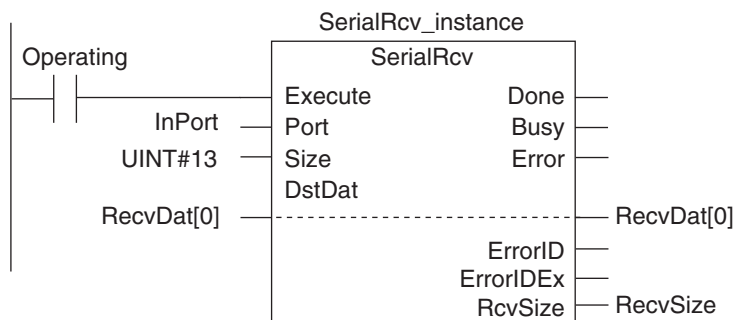 SerialRcv_instance
Operating
SerialRcv
Execute Done
InPort Port Busy
UINT#13 Size Error
DstDat
RecvDat[0] RecvDat[0]
ErrorID
ErrorIDEx
RcvSize RecvSize